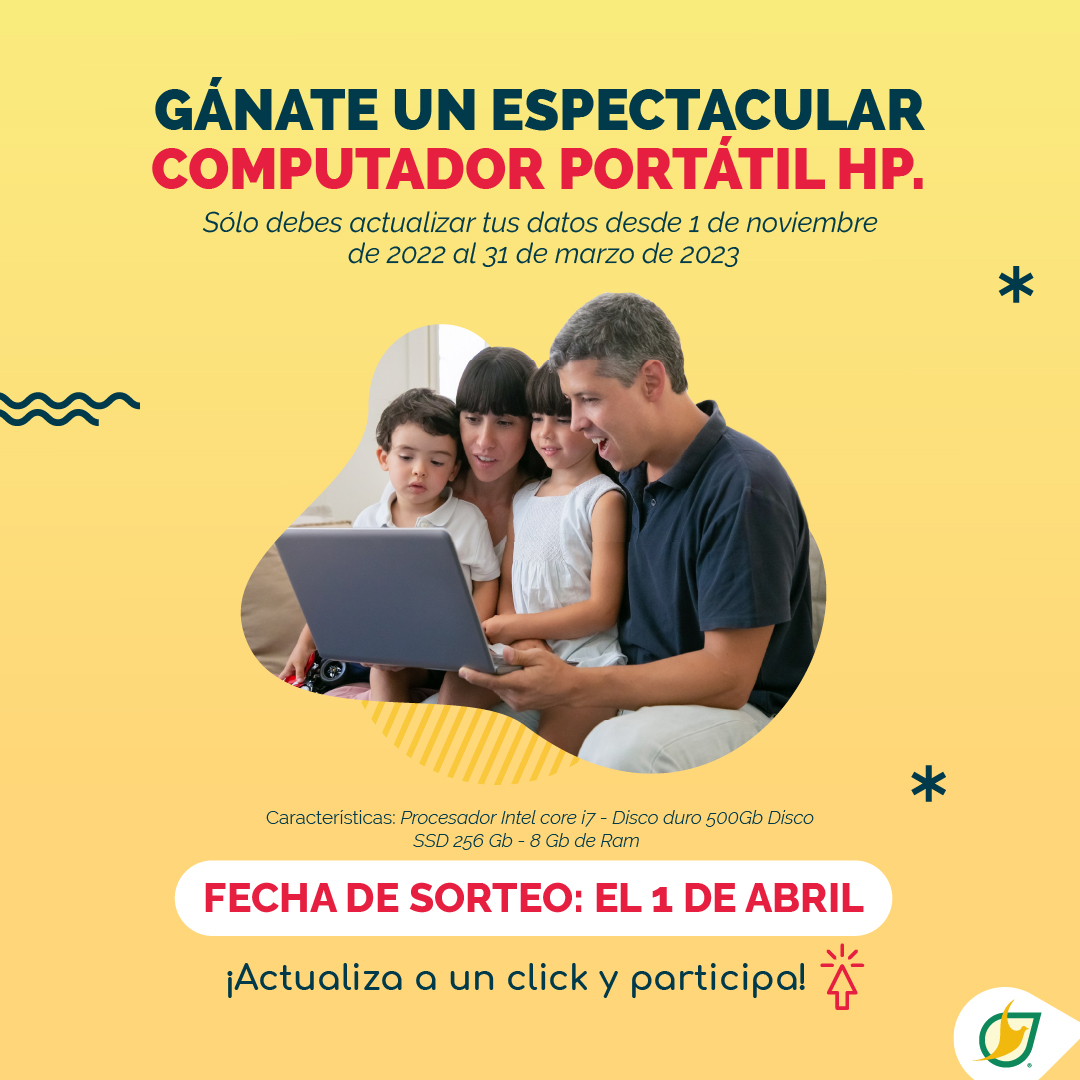 GÁNATE UN ESPECTACULAR
COMPUTADOR PORTÁTIL HP.
Sólo debes actualizar tus datos desde 1 de noviembre
de 2022 al 31 de marzo de 2023
Características: Procesador Intel core i7 - Disco duro 500Gb Disco
SSD 256 Gb - 8 Gb de Ram
FECHA DE SORTEO: EL 1 DE ABRIL
¡Actualiza a un click y participa!
®